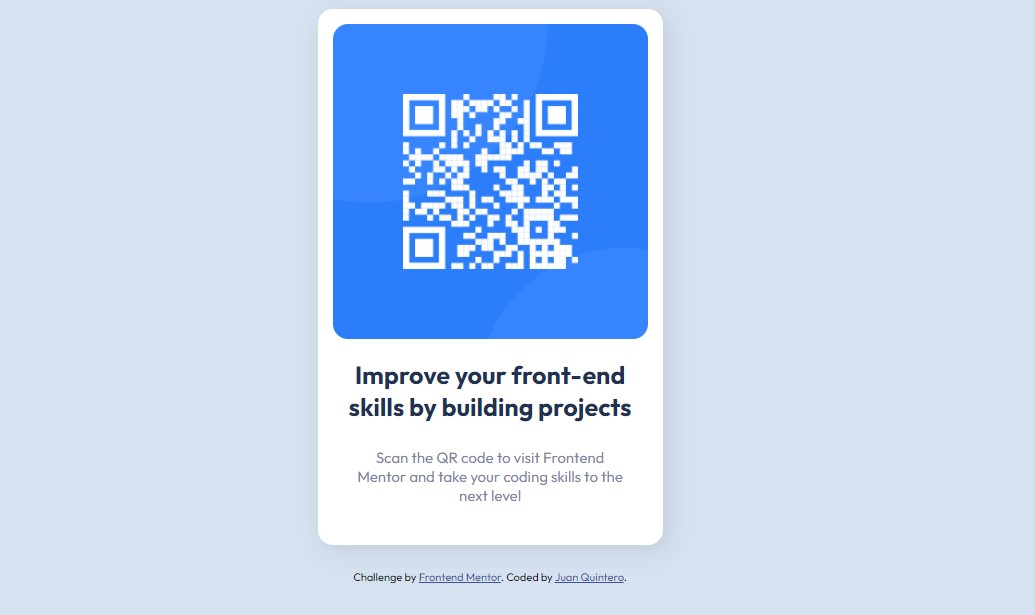 Improve your front-end
skills by building projects
Scan the QR code to visit Frontend
Mentor and take your coding skills to the
next level
Challenge by Frontend Mentor. Coded by Juan Quintero.